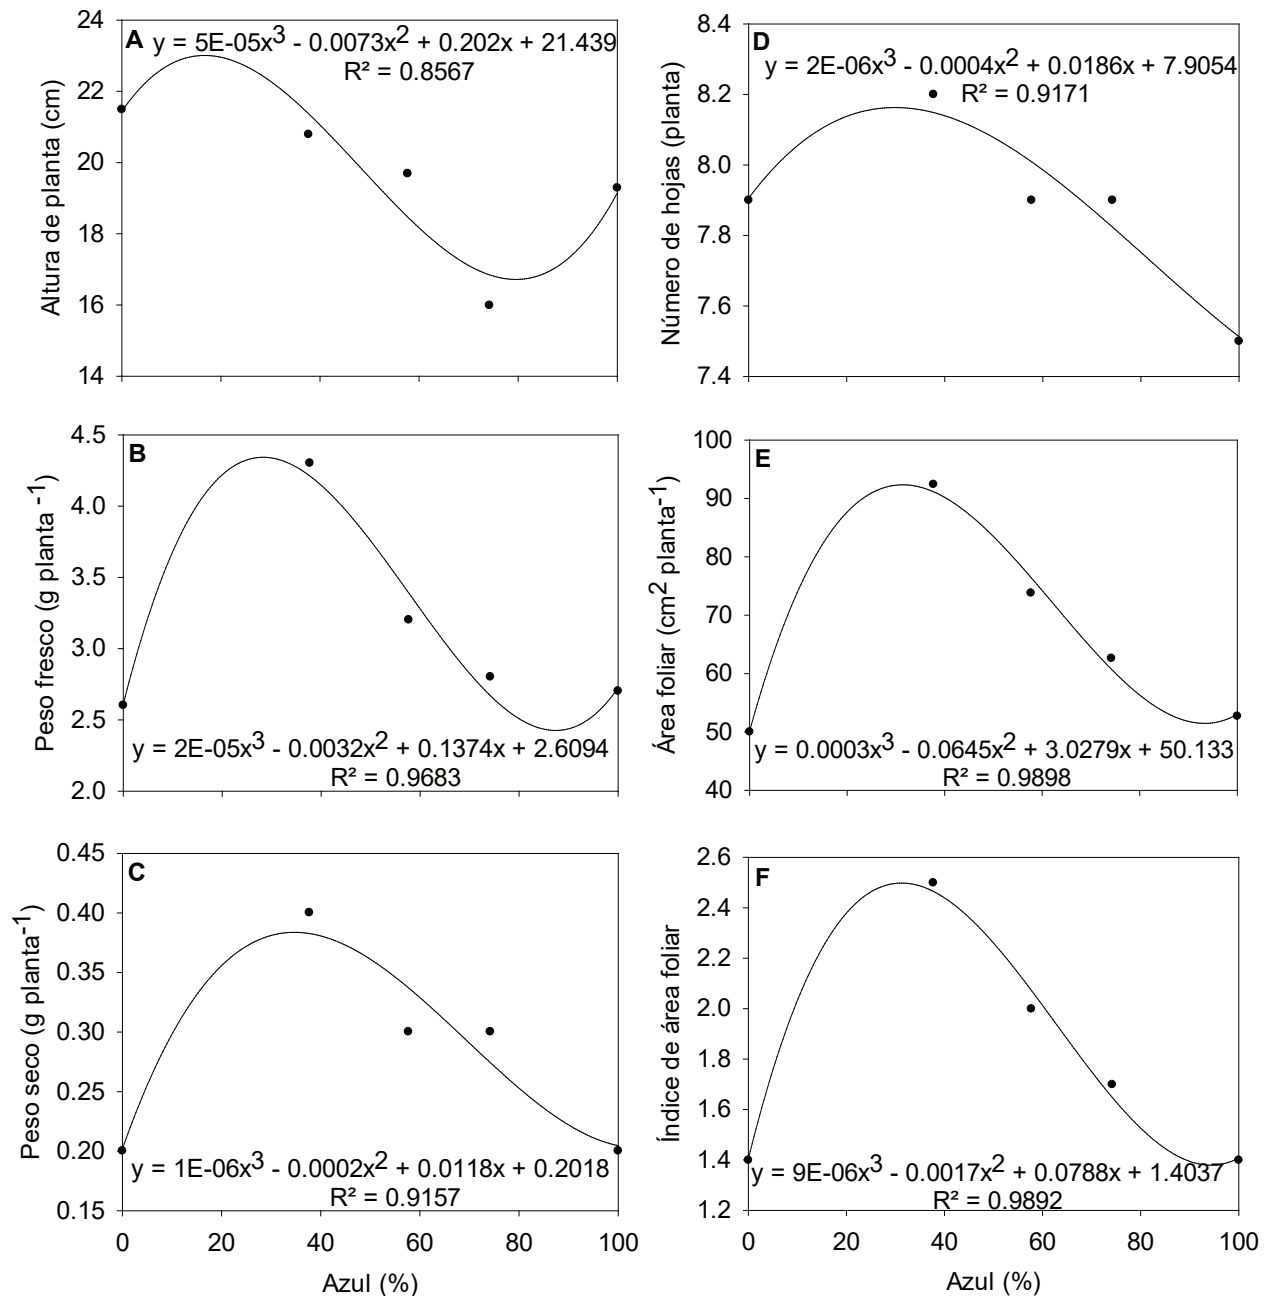 A
y = 5E-05x³ - 0.0073x² + 0.202x + 21.439
R² = 0.8567
Altura de planta (cm)
24
22
20
18
16
14
D
y = 2E-06x³ - 0.0004x² + 0.0186x + 7.9054
R² = 0.9171
Número de hojas (planta)
8.4
8.2
8.0
7.8
7.6
7.4
B
Peso fresco (g planta ⁻¹)
4.5
4.0
3.5
3.0
2.5
2.0
y = 2E-05x³ - 0.0032x² + 0.1374x + 2.6094
R² = 0.9683
E
Área foliar (cm² planta⁻¹)
100
90
80
70
60
50
40
y = 0.0003x³ - 0.0645x² + 3.0279x + 50.133
R² = 0.9898
C
Peso seco (g planta⁻¹)
0.45
0.40
0.35
0.30
0.25
0.20
0.15
y = 1E-06x³ - 0.0002x² + 0.0118x + 0.2018
R² = 0.9157
0 20 40 60 80 100
Azul (%)
F
Índice de área foliar
2.6
2.4
2.2
2.0
1.8
1.6
1.4
1.2
y = 9E-06x³ - 0.0017x² + 0.0788x + 1.4037
R² = 0.9892
0 20 40 60 80 100
Azul (%)